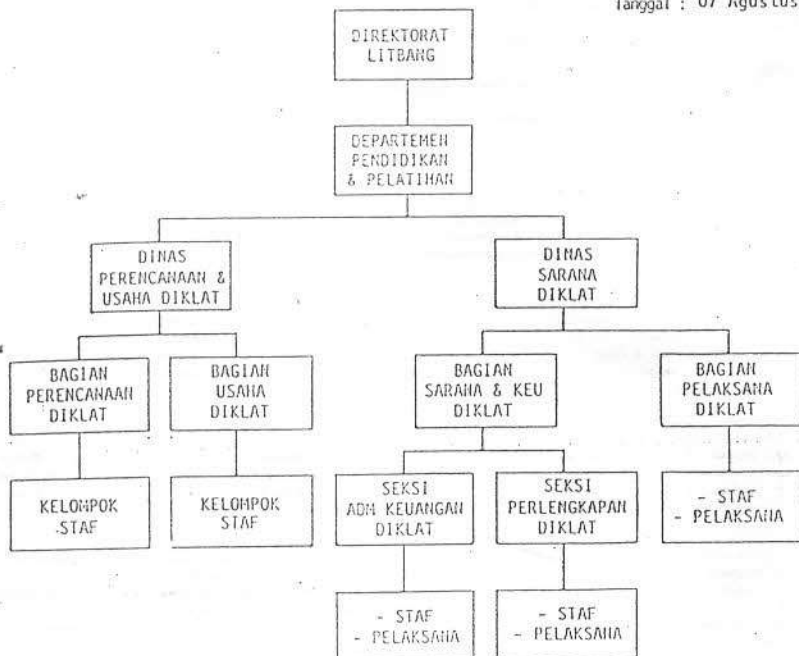 Tanggal : 07 Agustus
DIREKTORAT
LITBANG
DEPARTEMEN
PENDIDIKAN
& PELATIHAN
DINAS
PERENCANAAN &
USAHA DIKLAT
DINAS
SARANA
DIKLAT
BAGIAN
PERENCANAAN
DIKLAT
BAGIAN
USAHA
DIKLAT
BAGIAN
SARANA & KEU
DIKLAT
BAGIAN
PELAKSANA
DIKLAT
KELOMPOK
STAF
KELOMPOK
STAF
SEKSI
ADM KEUANGAN
DIKLAT
SEKSI
PERLENGKAPAN
DIKLAT
- STAF
- PELAKSANA
- STAF
- PELAKSANA
- STAF
- PELAKSANA